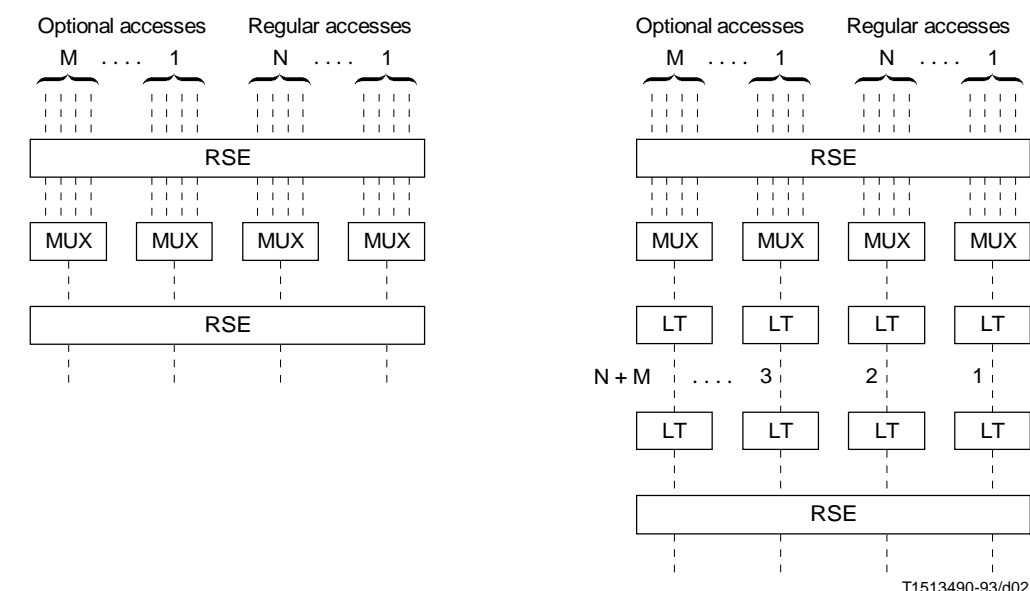 Optional accesses Regular accesses
M . . . . 1 N . . . . 1
RSE
MUX MUX MUX MUX
RSE
Optional accesses Regular accesses
M . . . . 1 N . . . . 1
RSE
MUX MUX MUX MUX
LT LT LT LT
N + M . . . . 3 2 1
LT LT LT LT
RSE
T1513490-93/d02